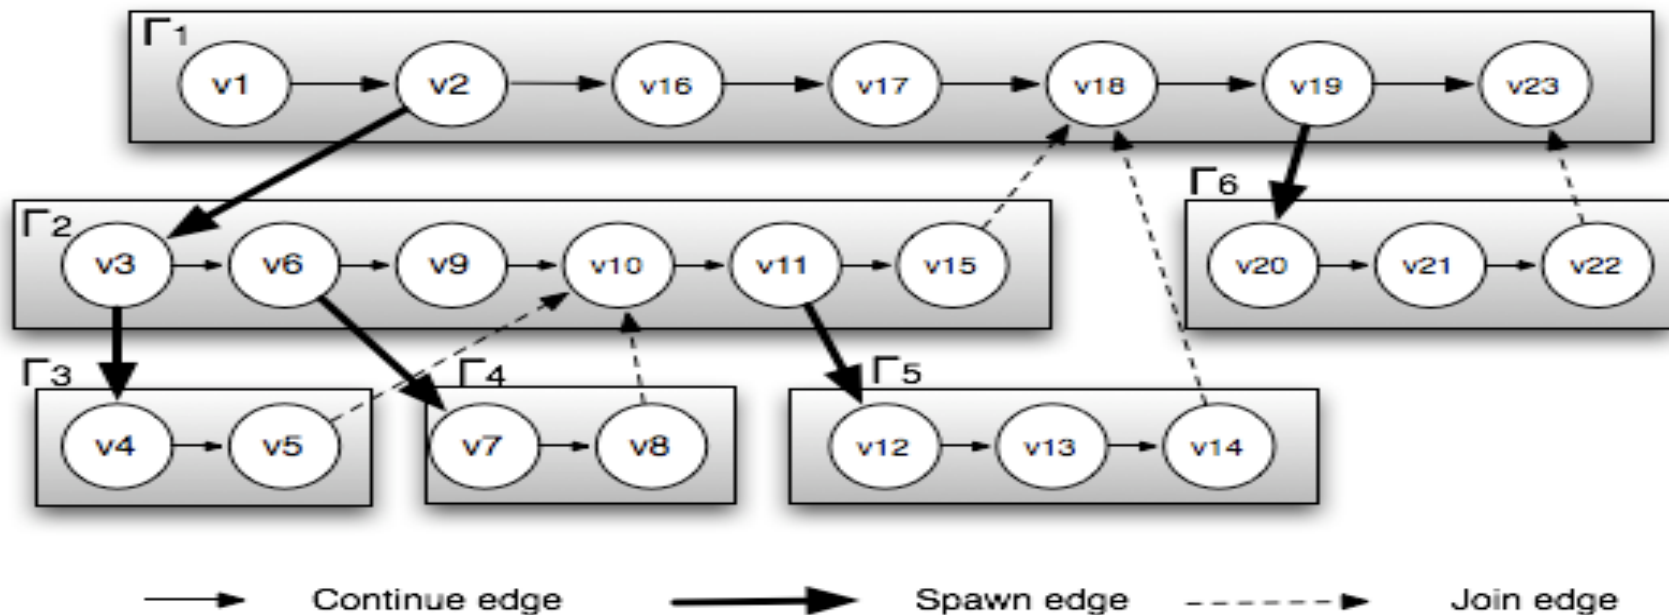 Γ1
v1 v2 v16 v17 v18 v19 v23
Γ6
Γ2
v3 v6 v9 v10 v11 v15 v20 v21 v22
Γ3 Γ4 Γ5
v4 v5 v7 v8 v12 v13 v14
Continue edge Spawn edge Join edge